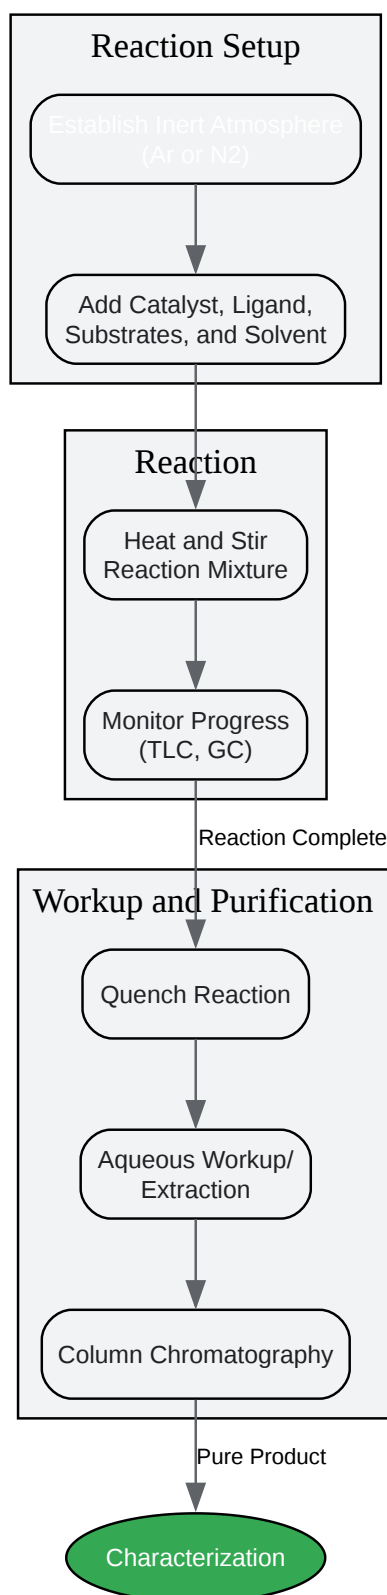 Reaction Setup
Establish Inert Atmosphere
(Ar or N2)
Add Catalyst, Ligand,
Substrates, and Solvent
Reaction
Heat and Stir
Reaction Mixture
Monitor Progress
(TLC, GC)
Reaction Complete
Workup and Purification
Quench Reaction
Aqueous Workup/
Extraction
Column Chromatography
Pure Product
Characterization